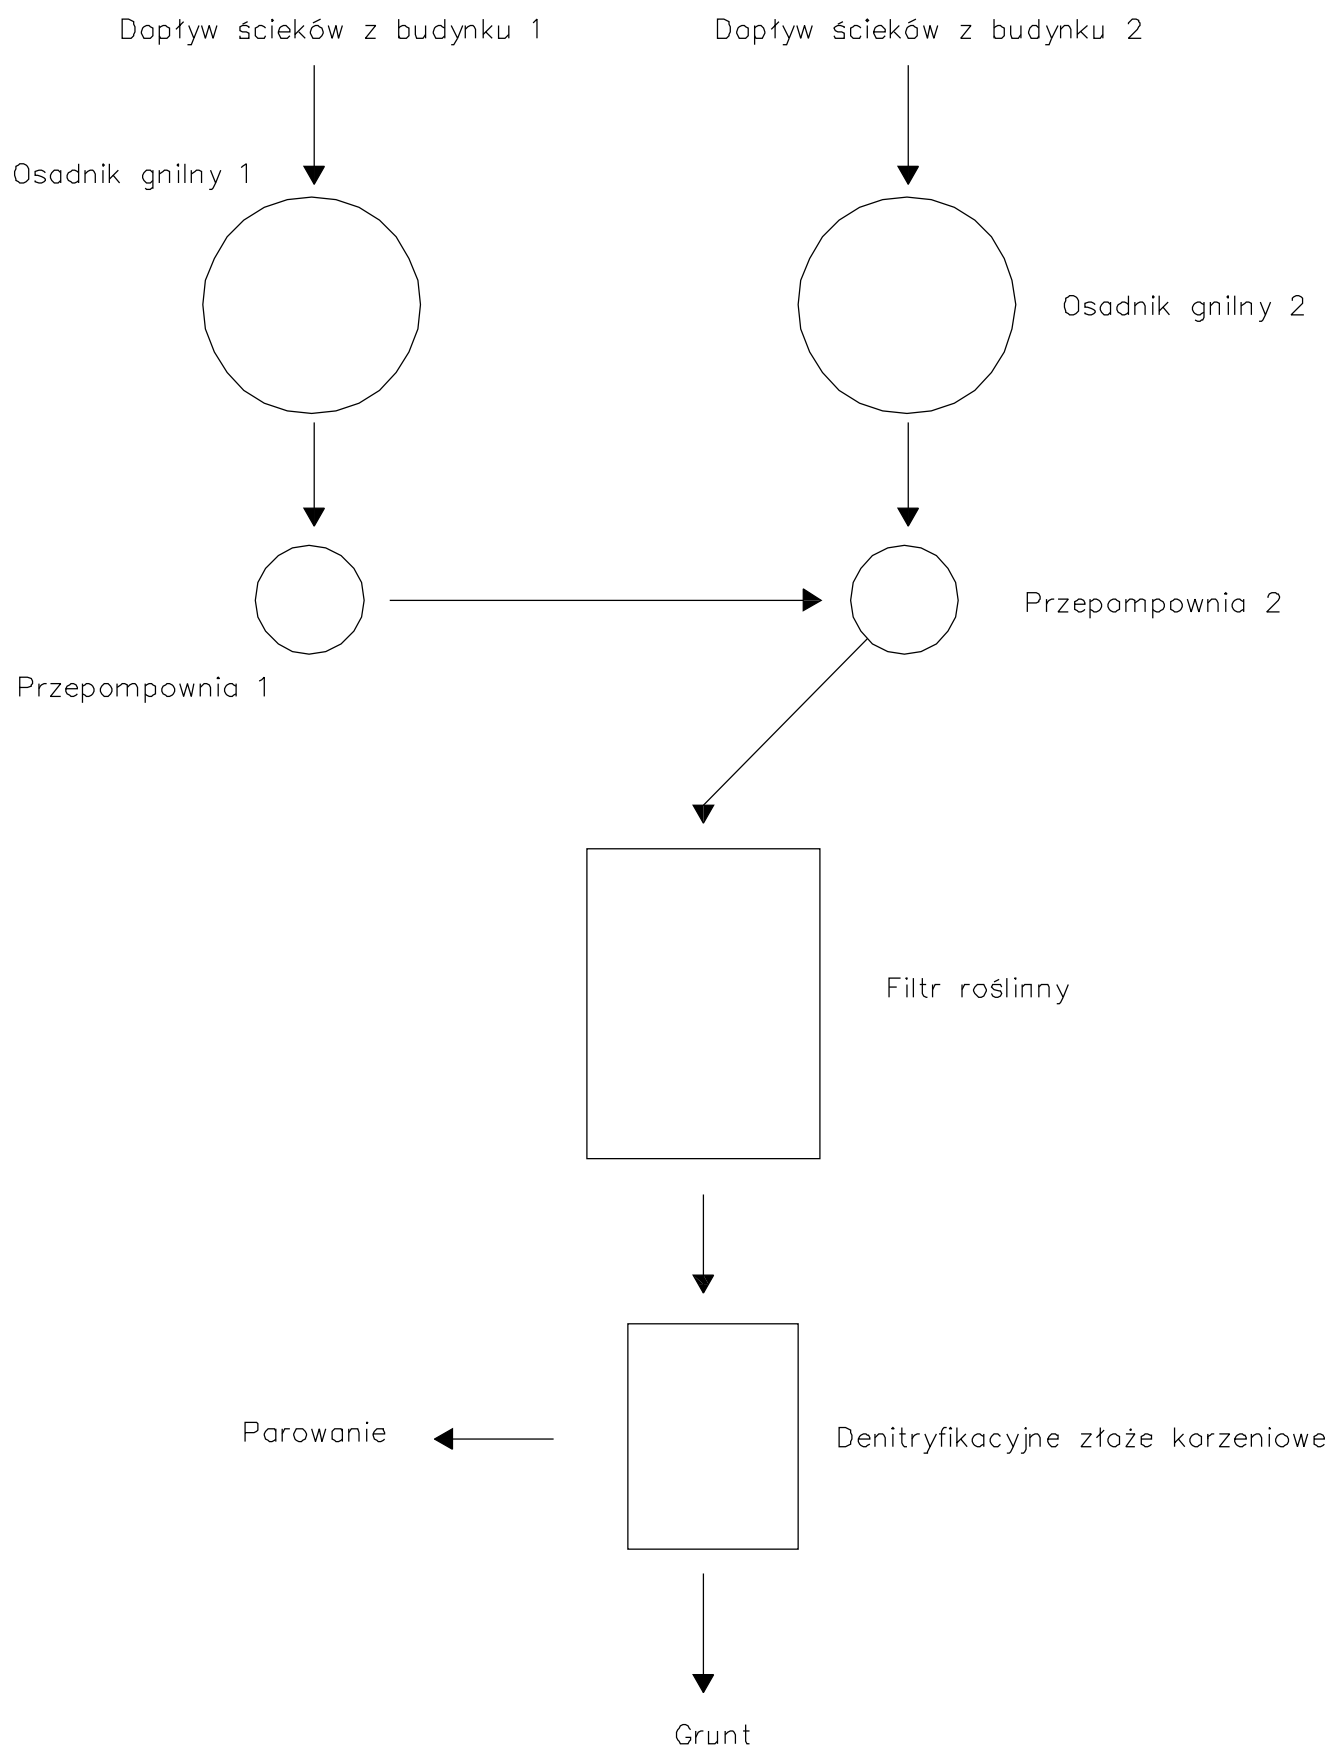 Dopływ ścieków z budynku 1
Dopływ ścieków z budynku 2
Osadnik gnilny 1
Osadnik gnilny 2
Przepompownia 2
Przepompownia 1
Filtr roślinny
Parowanie
Denitryfikacyjne złoże korzeniowe
Grunt